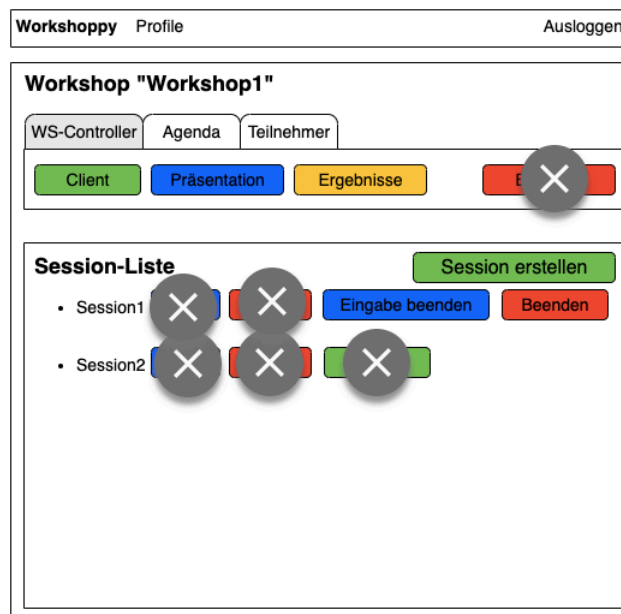 Workshoppy Profile Ausloggen
Workshop "Workshop1"
WS-Controller Agenda Teilnehmer
Client Präsentation Ergebnisse
Session-Liste Session erstellen
Session1 Eingabe beenden Beenden
Session2